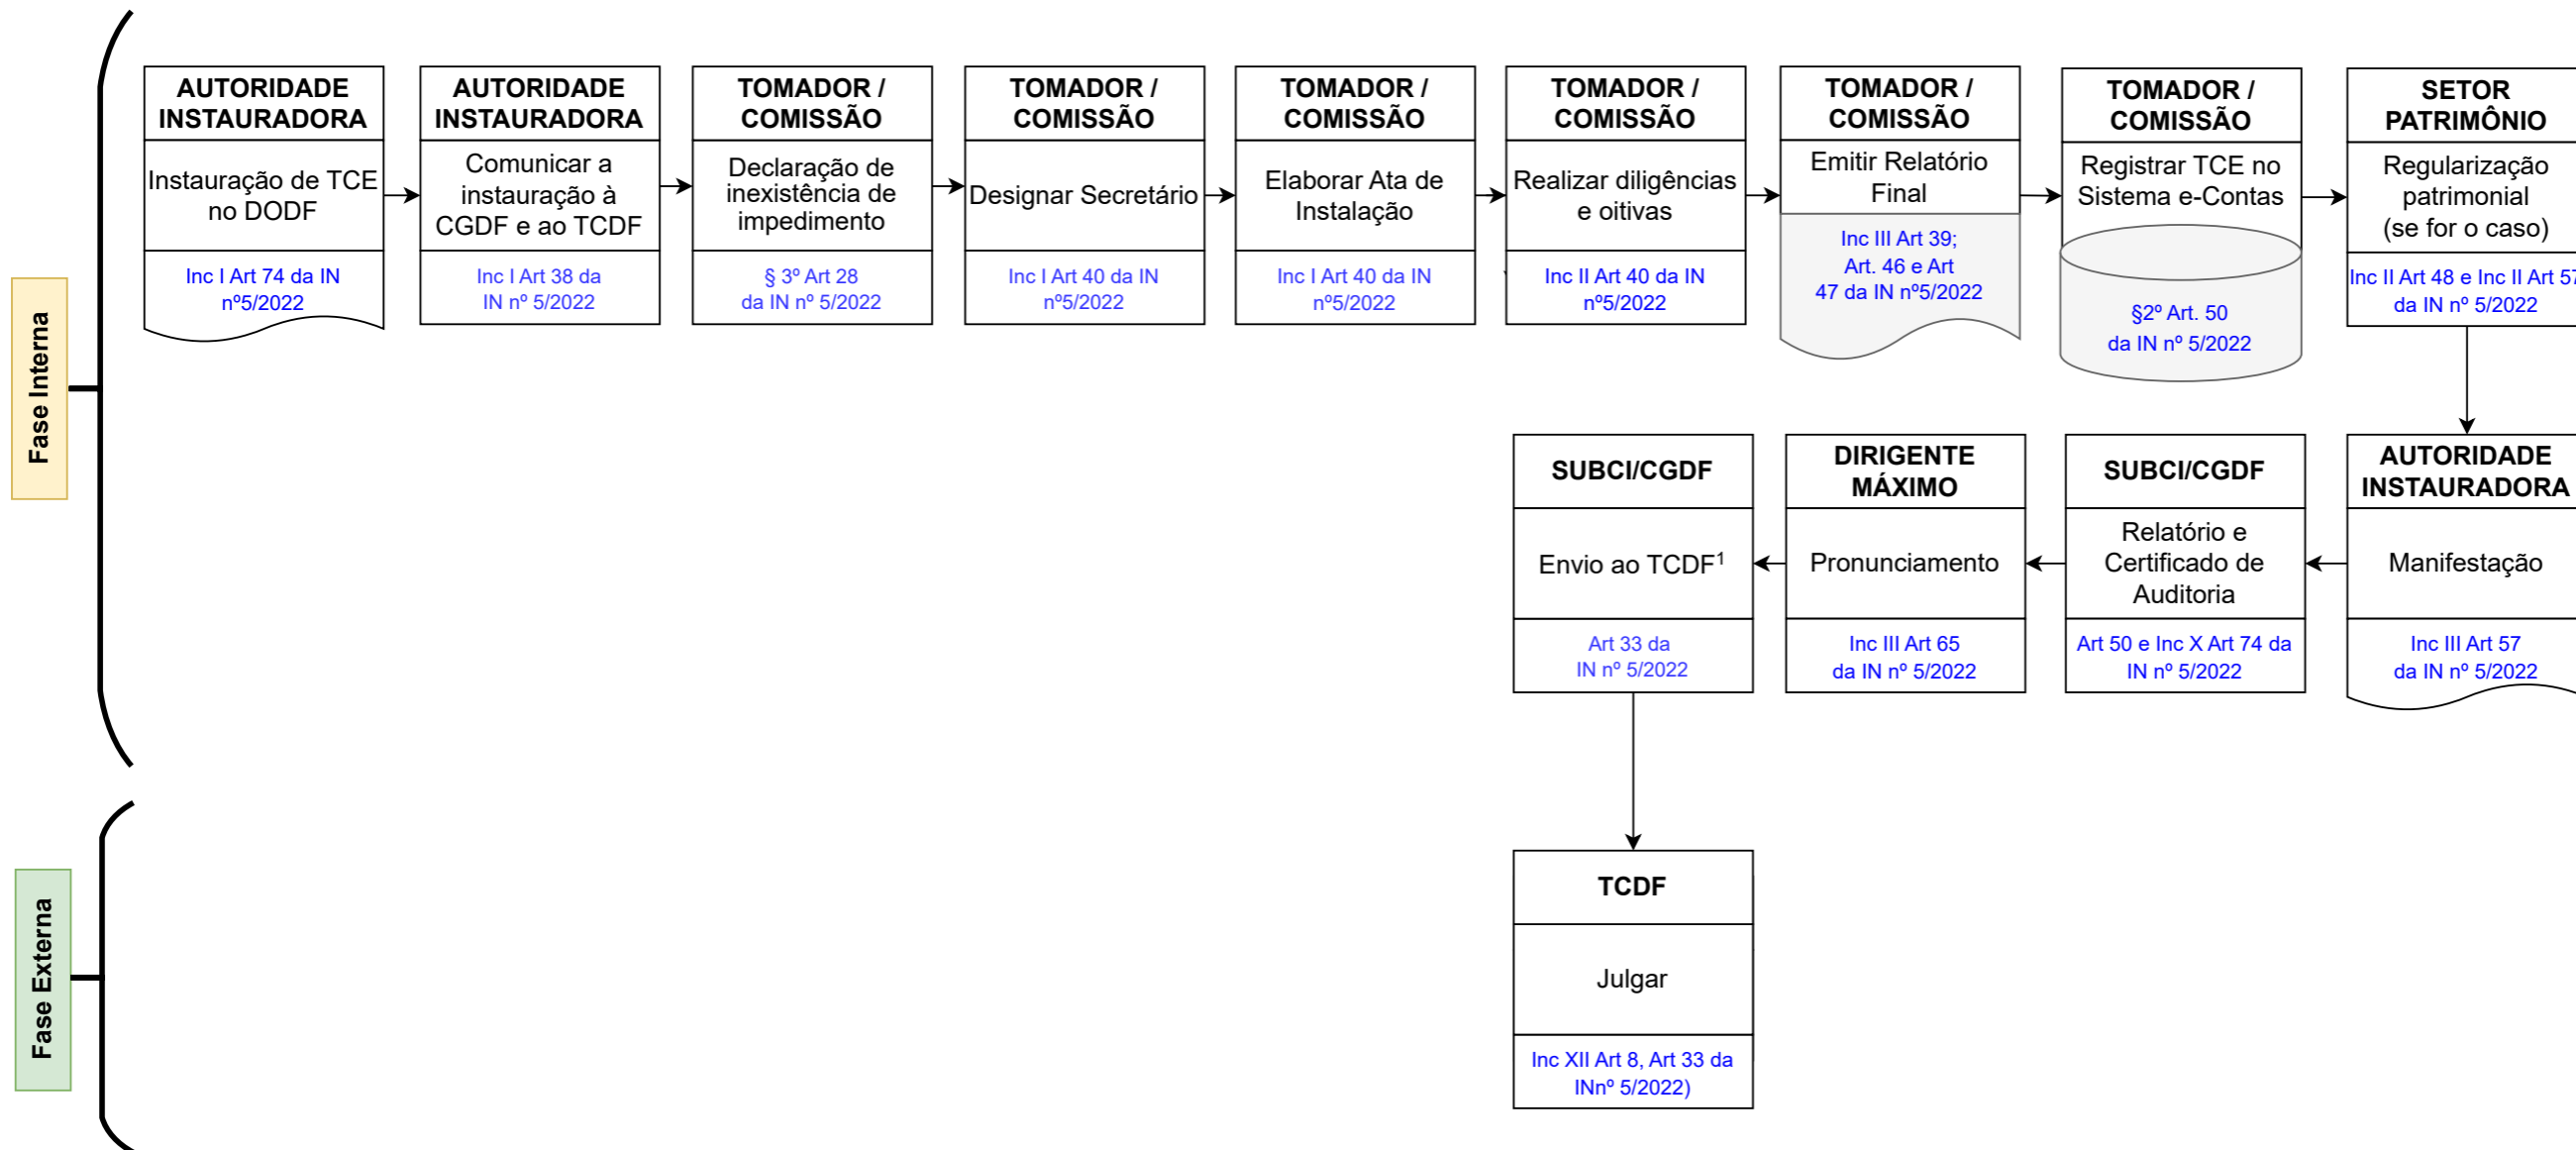 Fase Interna
AUTORIDADE
INSTAURADORA
Instauração de TCE
no DODF
Inc I Art 74 da IN
nº5/2022
AUTORIDADE
INSTAURADORA
Comunicar a
instauração à
CGDF e ao TCDF
Inc I Art 38 da
IN nº 5/2022
TOMADOR /
COMISSÃO
Declaração de
inexistência de
impedimento
§ 3º Art 28
da IN nº 5/2022
TOMADOR /
COMISSÃO
Designar Secretário
Inc I Art 40 da IN
nº5/2022
TOMADOR /
COMISSÃO
Elaborar Ata de
Instalação
Inc I Art 40 da IN
nº5/2022
TOMADOR /
COMISSÃO
Realizar diligências
e oitivas
Inc II Art 40 da IN
nº5/2022
TOMADOR /
COMISSÃO
Emitir Relatório
Final
Inc III Art 39;
Art. 46 e Art
47 da IN nº5/2022
TOMADOR /
COMISSÃO
Registrar TCE no
Sistema e-Contas
§2º Art. 50
da IN nº 5/2022
SETOR
PATRIMÔNIO
Regularização
patrimonial
(se for o caso)
Inc II Art 48 e Inc II Art 57
da IN nº 5/2022
AUTORIDADE
INSTAURADORA
Manifestação
Inc III Art 57
da IN nº 5/2022
SUBCI/CGDF
Relatório e
Certificado de
Auditoria
Art 50 e Inc X Art 74 da
IN nº 5/2022
DIRIGENTE
MÁXIMO
Pronunciamento
Inc III Art 65
da IN nº 5/2022
SUBCI/CGDF
Envio ao TCDF¹
Art 33 da
IN nº 5/2022
Fase Externa
TCDF
Julgar
Inc XII Art 8, Art 33 da
INnº 5/2022)